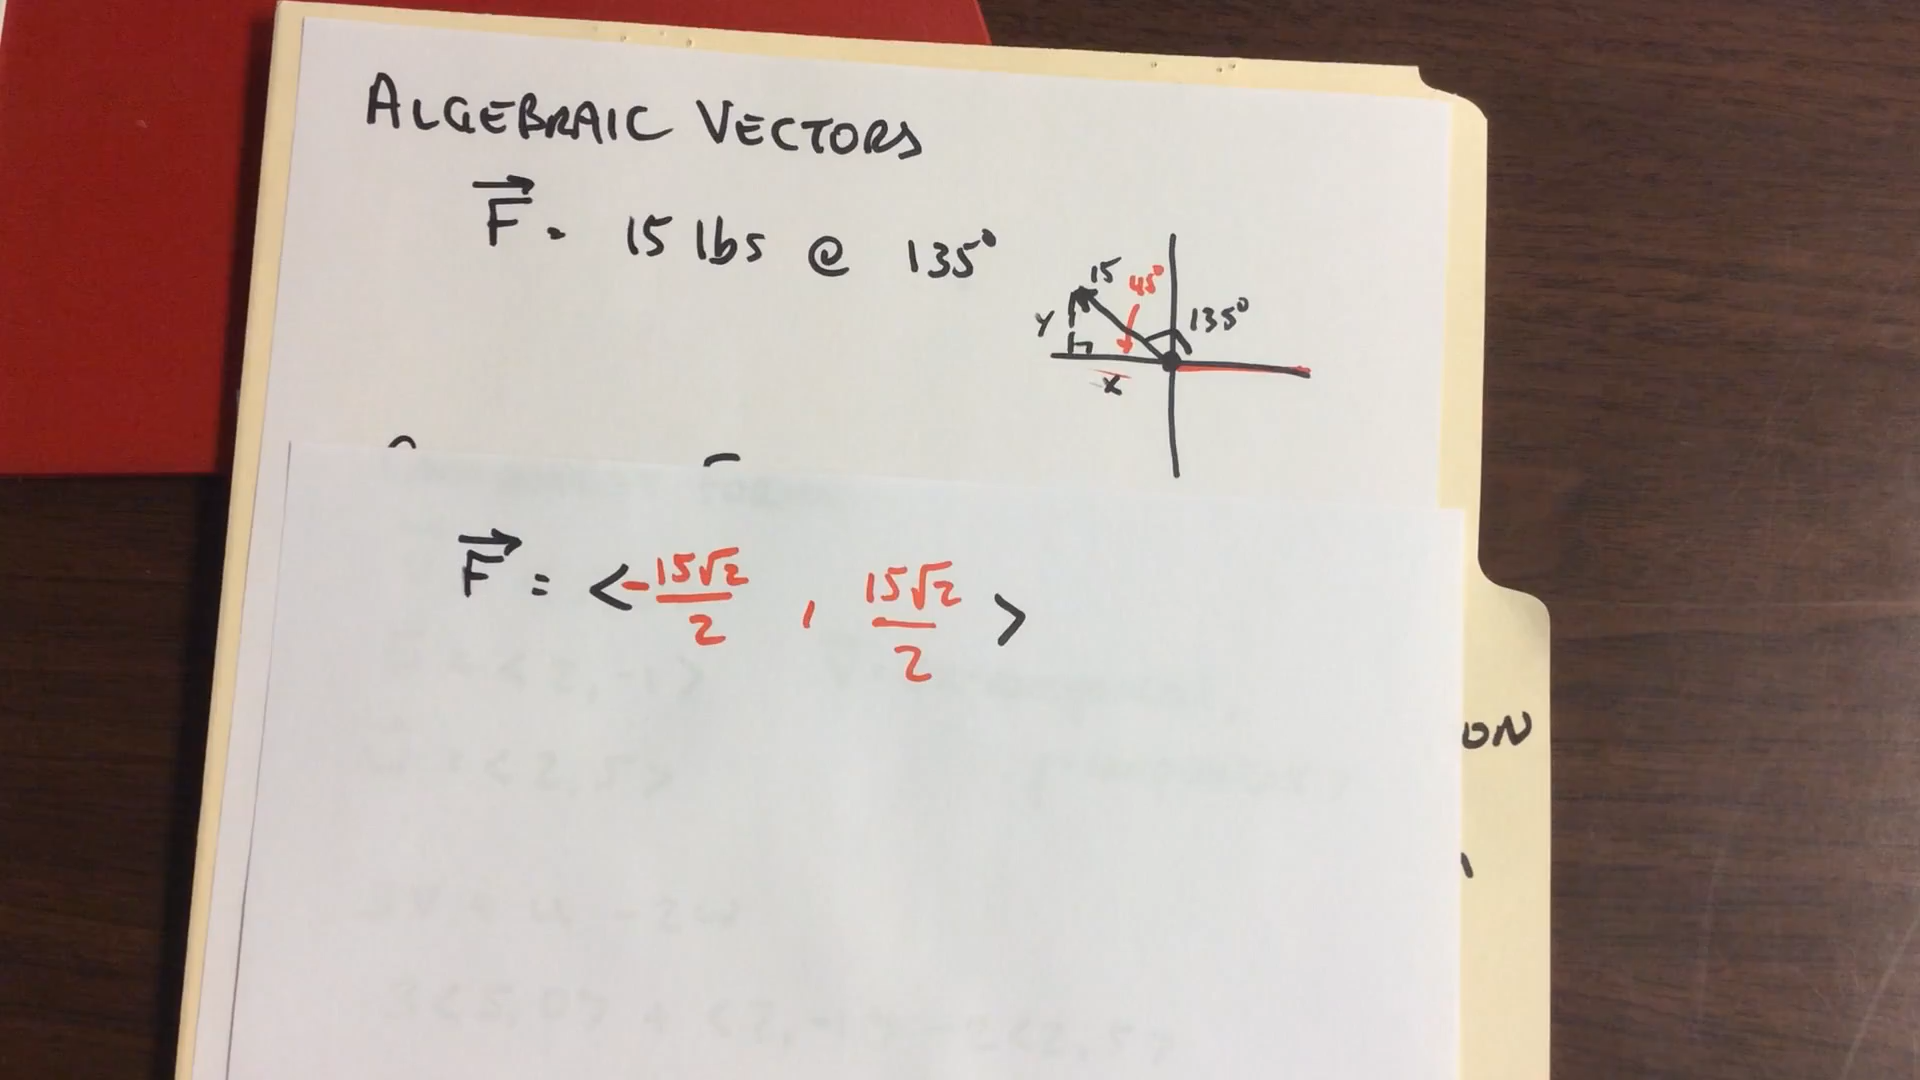 ALGEBRAIC VECTORS
F = 15 lbs @ 135°
15 45°
y 135°
x
F = <-15√2/2 , 15√2/2>
ON